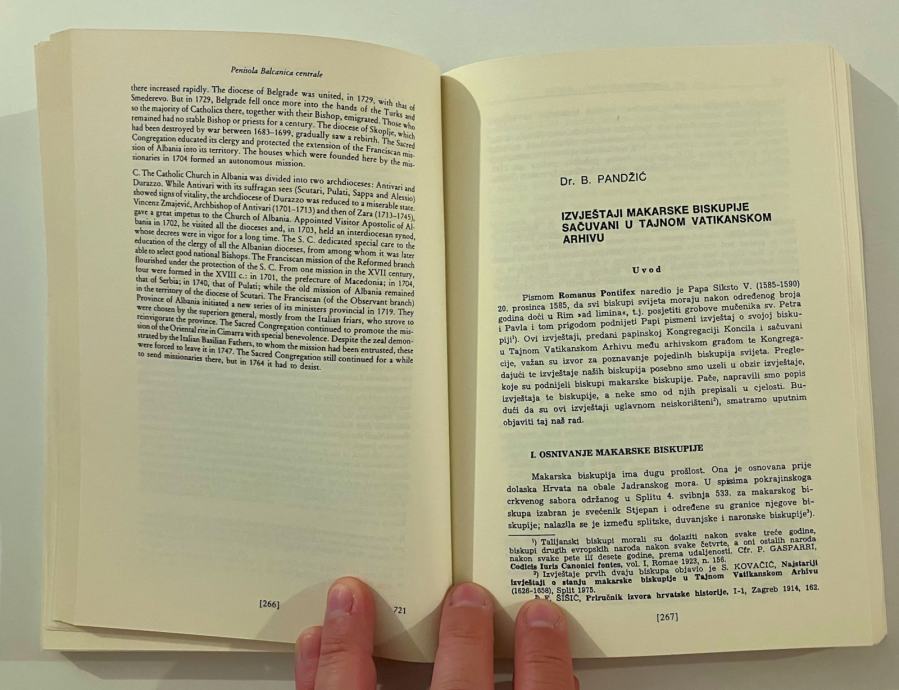 Penisola Balcanica centrale
there increased rapidly. The diocese of Belgrade was united, in 1729, with that of
Smederevo. But in 1729, Belgrade fell once more into the hands of the Turks and
so the majority of Catholics there, together with their Bishop, emigrated. Those who
remained had no stable Bishop or priests for a century. The diocese of Skoplje, which
had been destroyed by war between 1683-1699, gradually saw a rebirth. The Sacred
Congregation educated its clergy and protected the extension of the Franciscan mis-
sion of Albania into its territory. The houses which were founded here by the mis-
sionaries in 1704 formed an autonomous mission.
C. The Catholic Church in Albania was divided into two archdioceses: Antivari and
Durazzo. While Antivari with its suffragan sees (Scutari, Pulati, Sappa and Alessio)
showed signs of vitality, the archdiocese of Durazzo was reduced to a miserable state.
Vincenz Zmajević, Archbishop of Antivari (1701-1713) and then of Zara (1713-1745),
gave a great impetus to the Church of Albania. Appointed Visitor Apostolic of Al-
bania in 1702, he visited all the dioceses and, in 1703, held an interdiocesan synod,
whose decrees were in vigor for a long time. The S. C. dedicated special care to the
education of the clergy of all the Albanian dioceses, from among whom it was later
able to select good national Bishops. The Franciscan mission of the Reformed branch
flourished under the protection of the S. C. From one mission in the XVII century,
four were formed in the XVIII c.: in 1701, the prefecture of Macedonia; in 1704,
that of Serbia; in 1740, that of Pulati; while the old mission of Albania remained
in the territory of the diocese of Scutari. The Franciscan (of the Observant branch)
Province of Albania initiated a new series of its ministers provincial in 1719. They
were chosen by the superiors general, mostly from the Italian friars, who strove to
reinvigorate the province. The Sacred Congregation continued to promote the mis-
sion of the Oriental rite in Cimarra with special benevolence. Despite the zeal demon-
strated by the Italian Basilian Fathers, to whom the mission had been entrusted, these
were forced to leave it in 1747. The Sacred Congregation still continued for a while
to send missionaries there, but in 1764 it had to desist.
[266]
721
Dr. B. PANDŽIĆ
IZVJEŠTAJI MAKARSKE BISKUPIJE
SAČUVANI U TAJNOM VATIKANSKOM
ARHIVU
Uvod
Pismom Romanus Pontifex naredio je Papa Siksto V. (1585-1590)
20. prosinca 1585, da svi biskupi svijeta moraju nakon određenog broja
godina doći u Rim »ad limina«, t.j. posjetiti grobove mučenika sv. Petra
i Pavla i tom prigodom podnijeti Papi pismeni izvještaj o svojoj bisku-
piji¹). Ovi izvještaji, predani papinskoj Kongregaciji Koncila i sačuvani
u Tajnom Vatikanskom Arhivu među arhivskom građom te Kongrega-
cije, važan su izvor za poznavanje pojedinih biskupija svijeta. Pregle-
dajući te izvještaje naših biskupija posebno smo uzeli u obzir izvještaje,
koje su podnijeli biskupi makarske biskupije. Pače, napravili smo popis
izvještaja te biskupije, a neke smo od njih prepisali u cjelosti. Bu-
dući da su ovi izvještaji uglavnom neiskorišteni²), smatramo uputnim
objaviti taj naš rad.
I. OSNIVANJE MAKARSKE BISKUPIJE
Makarska biskupija ima dugu prošlost. Ona je osnovana prije
dolaska Hrvata na obale Jadranskog mora. U spisima pokrajinskoga
crkvenog sabora održanog u Splitu 4. svibnja 533. za makarskog bi-
skupa izabran je svećenik Stjepan i određene su granice njegove bi-
skupije; nalazila se je između splitske, duvanjske i naronske biskupije³).
¹) Talijanski biskupi morali su dolaziti nakon svake treće godine,
biskupi drugih evropskih naroda nakon svake četvrte, a oni ostalih naroda
nakon svake pete ili desete godine, prema udaljenosti. Cfr. P. GASPARRI,
Codicis Iuris Canonici fontes, vol. I, Romae 1923, n. 156.
²) Izvještaje prvih dvaju biskupa objavio je S. KOVAČIĆ, Najstariji
izvještaji o stanju makarske biskupije u Tajnom Vatikanskom Arhivu
(1626-1658), Split 1975.
³) F. ŠIŠIĆ, Priručnik izvora hrvatske historije, I-1, Zagreb 1914, 162.
[267]